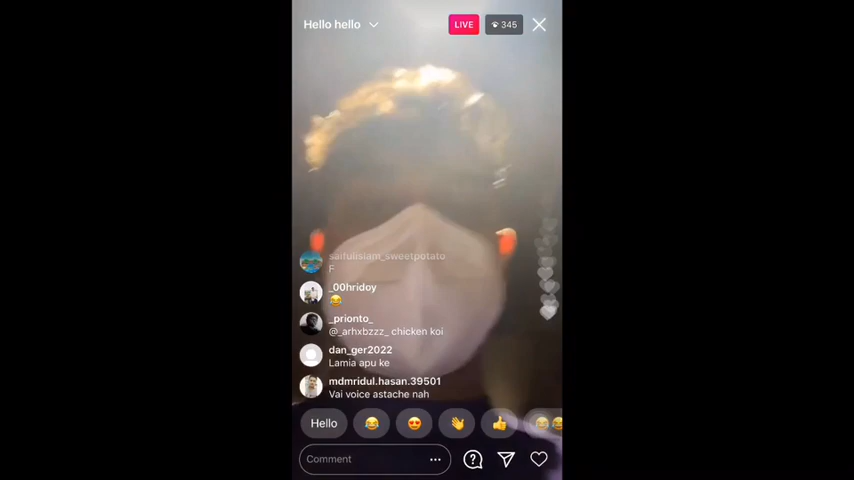 Hello hello
LIVE
345
saifulislam_sweetpotato
F
_00hridoy
😂
_prionto_
@_arhxbzzz_ chicken koi
dan_ger2022
Lamia apu ke
mdmridul.hasan.39501
Vai voice astache nah
Hello
Comment